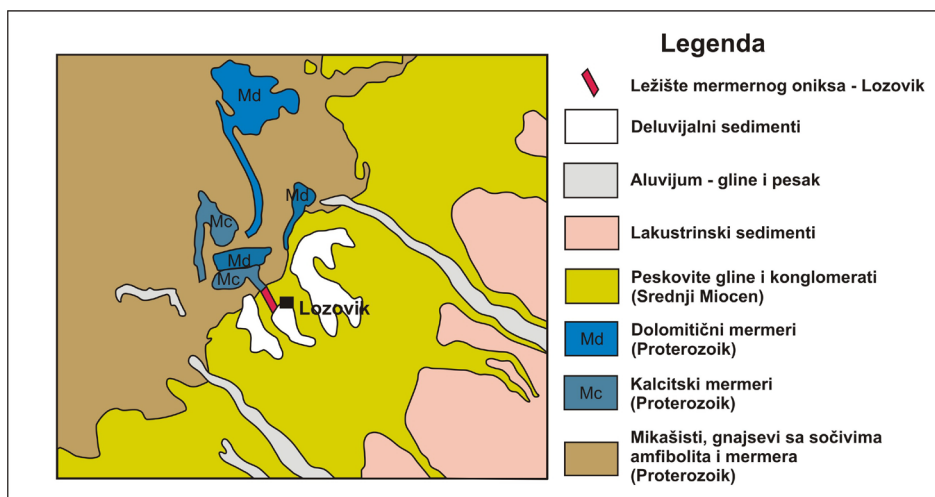 Legenda
Ležište mermernog oniksa - Lozovik
Deluvijalni sedimenti
Aluvijum - gline i pesak
Lakustrinski sedimenti
Peskovite gline i konglomerati
(Srednji Miocen)
Md
Dolomitični mermeri
(Proterozoik)
Mc
Kalcitski mermeri
(Proterozoik)
Mikašisti, gnajsevi sa sočivima
amfibolita i mermera
(Proterozoik)
Md
Md
Mc
Md
Mc
Lozovik